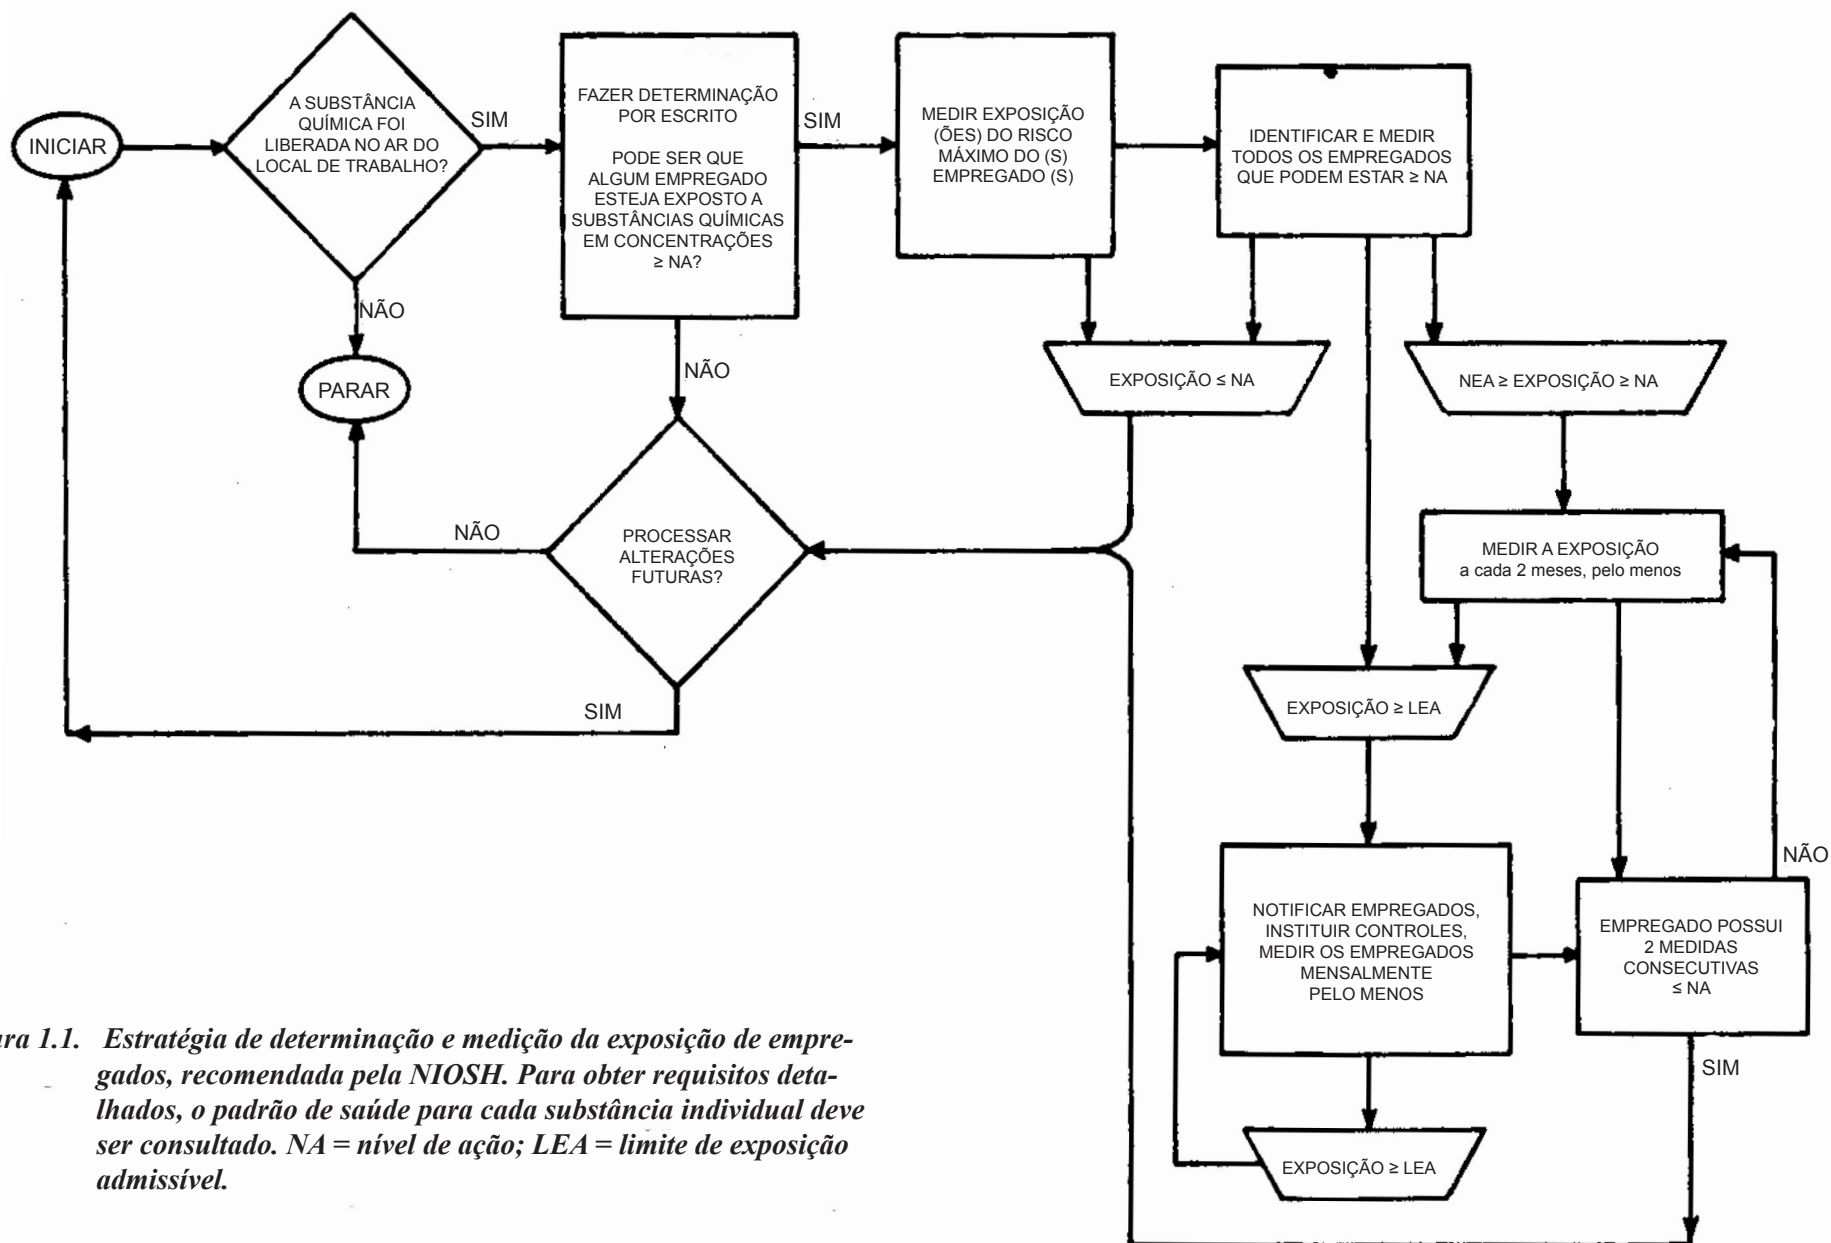 INICIAR
A SUBSTÂNCIA
QUÍMICA FOI
LIBERADA NO AR DO
LOCAL DE TRABALHO?
SIM
NÃO
PARAR
FAZER DETERMINAÇÃO
POR ESCRITO
PODE SER QUE
ALGUM EMPREGADO
ESTEJA EXPOSTO A
SUBSTÂNCIAS QUÍMICAS
EM CONCENTRAÇÕES
≥ NA?
SIM
NÃO
MEDIR EXPOSIÇÃO
(ÕES) DO RISCO
MÁXIMO DO (S)
EMPREGADO (S)
IDENTIFICAR E MEDIR
TODOS OS EMPREGADOS
QUE PODEM ESTAR ≥ NA
EXPOSIÇÃO ≤ NA
NEA ≥ EXPOSIÇÃO ≥ NA
PROCESSAR
ALTERAÇÕES
FUTURAS?
NÃO
SIM
MEDIR A EXPOSIÇÃO
a cada 2 meses, pelo menos
EXPOSIÇÃO ≥ LEA
NOTIFICAR EMPREGADOS,
INSTITUIR CONTROLES,
MEDIR OS EMPREGADOS
MENSALMENTE
PELO MENOS
EMPREGADO POSSUI
2 MEDIDAS
CONSECUTIVAS
≤ NA
NÃO
SIM
EXPOSIÇÃO ≥ LEA
1.1. Estratégia de determinação e medição da exposição de empre-
gados, recomendada pela NIOSH. Para obter requisitos deta-
lhados, o padrão de saúde para cada substância individual deve
ser consultado. NA = nível de ação; LEA = limite de exposição
admissível.